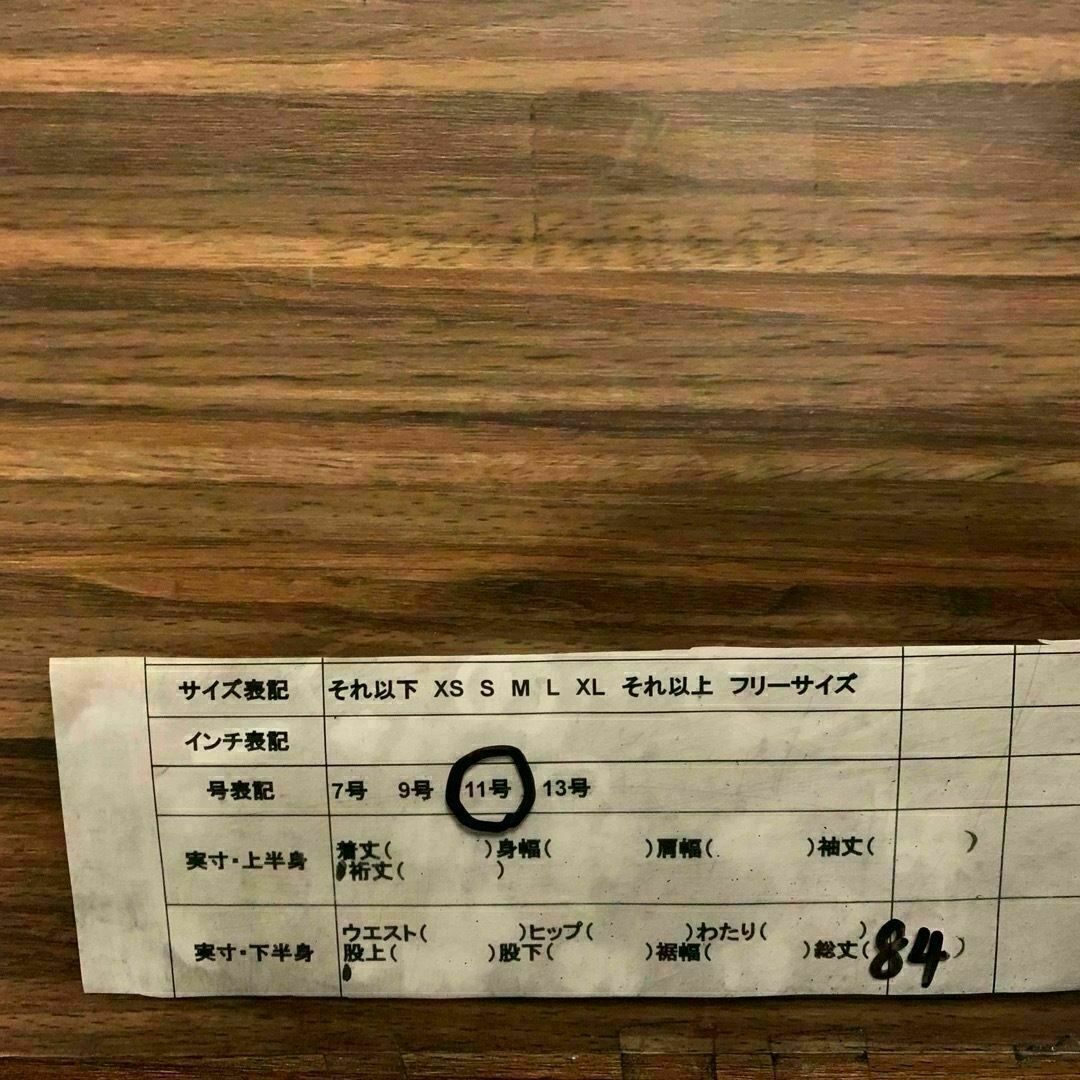 サイズ表記 それ以下 XS S M L XL それ以上 フリーサイズ
インチ表記
号表記 7号 9号 11号 13号
実寸・上半身 着丈( )身幅( )肩幅( )袖丈( )
裄丈( )
実寸・下半身 ウエスト( )ヒップ( )わたり( )
股上( )股下( )裾幅( )総丈(84)